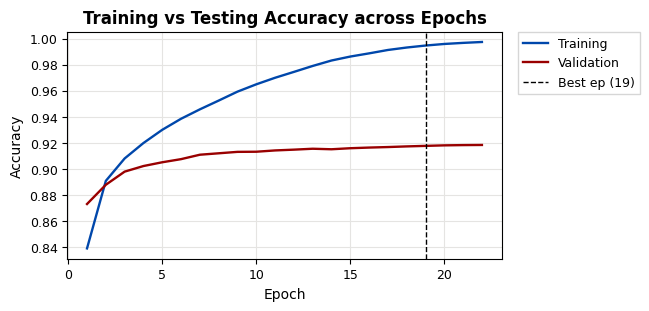 Training vs Testing Accuracy across Epochs
1.00
0.98
0.96
0.94
0.92
0.90
0.88
0.86
0.84
Accuracy
0
5
10
15
20
Epoch
Training
Validation
Best ep (19)